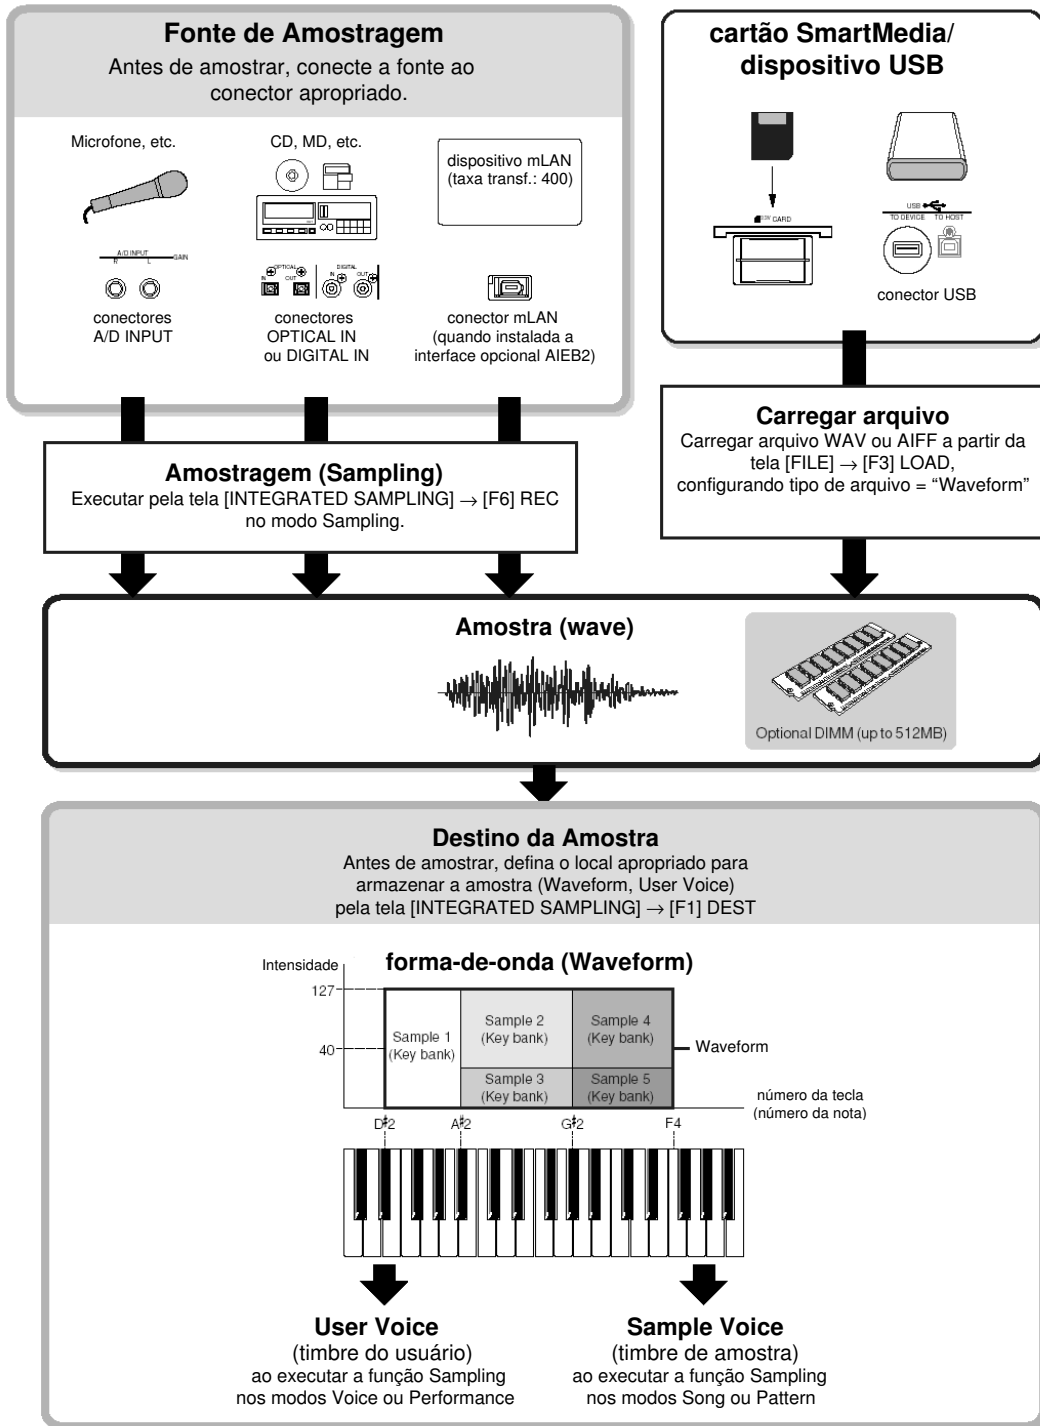 Fonte de Amostragem
Antes de amostrar, conecte a fonte ao
conector apropriado.
Microfone, etc.
CD, MD, etc.
dispositivo mLAN
(taxa transf.: 400)
A/D INPUT
R L GAIN
OPTICAL
IN OUT
DIGITAL
IN OUT
conectores
A/D INPUT
conectores
OPTICAL IN
ou DIGITAL IN
conector mLAN
(quando instalada a
interface opcional AIEB2)
cartão SmartMedia/
dispositivo USB
CARD
USB
TO DEVICE TO HOST
conector USB
Amostragem (Sampling)
Executar pela tela [INTEGRATED SAMPLING] → [F6] REC
no modo Sampling.
Carregar arquivo
Carregar arquivo WAV ou AIFF a partir da
tela [FILE] → [F3] LOAD,
configurando tipo de arquivo = “Waveform”
Amostra (wave)
Optional DIMM (up to 512MB)
Destino da Amostra
Antes de amostrar, defina o local apropriado para
armazenar a amostra (Waveform, User Voice)
pela tela [INTEGRATED SAMPLING] → [F1] DEST
forma-de-onda (Waveform)
Intensidade
127
40
Sample 1
(Key bank)
Sample 2
(Key bank)
Sample 3
(Key bank)
Sample 4
(Key bank)
Sample 5
(Key bank)
Waveform
número da tecla
(número da nota)
D♯2 A♯2 G♯2 F4
User Voice
(timbre do usuário)
ao executar a função Sampling
nos modos Voice ou Performance
Sample Voice
(timbre de amostra)
ao executar a função Sampling
nos modos Song ou Pattern